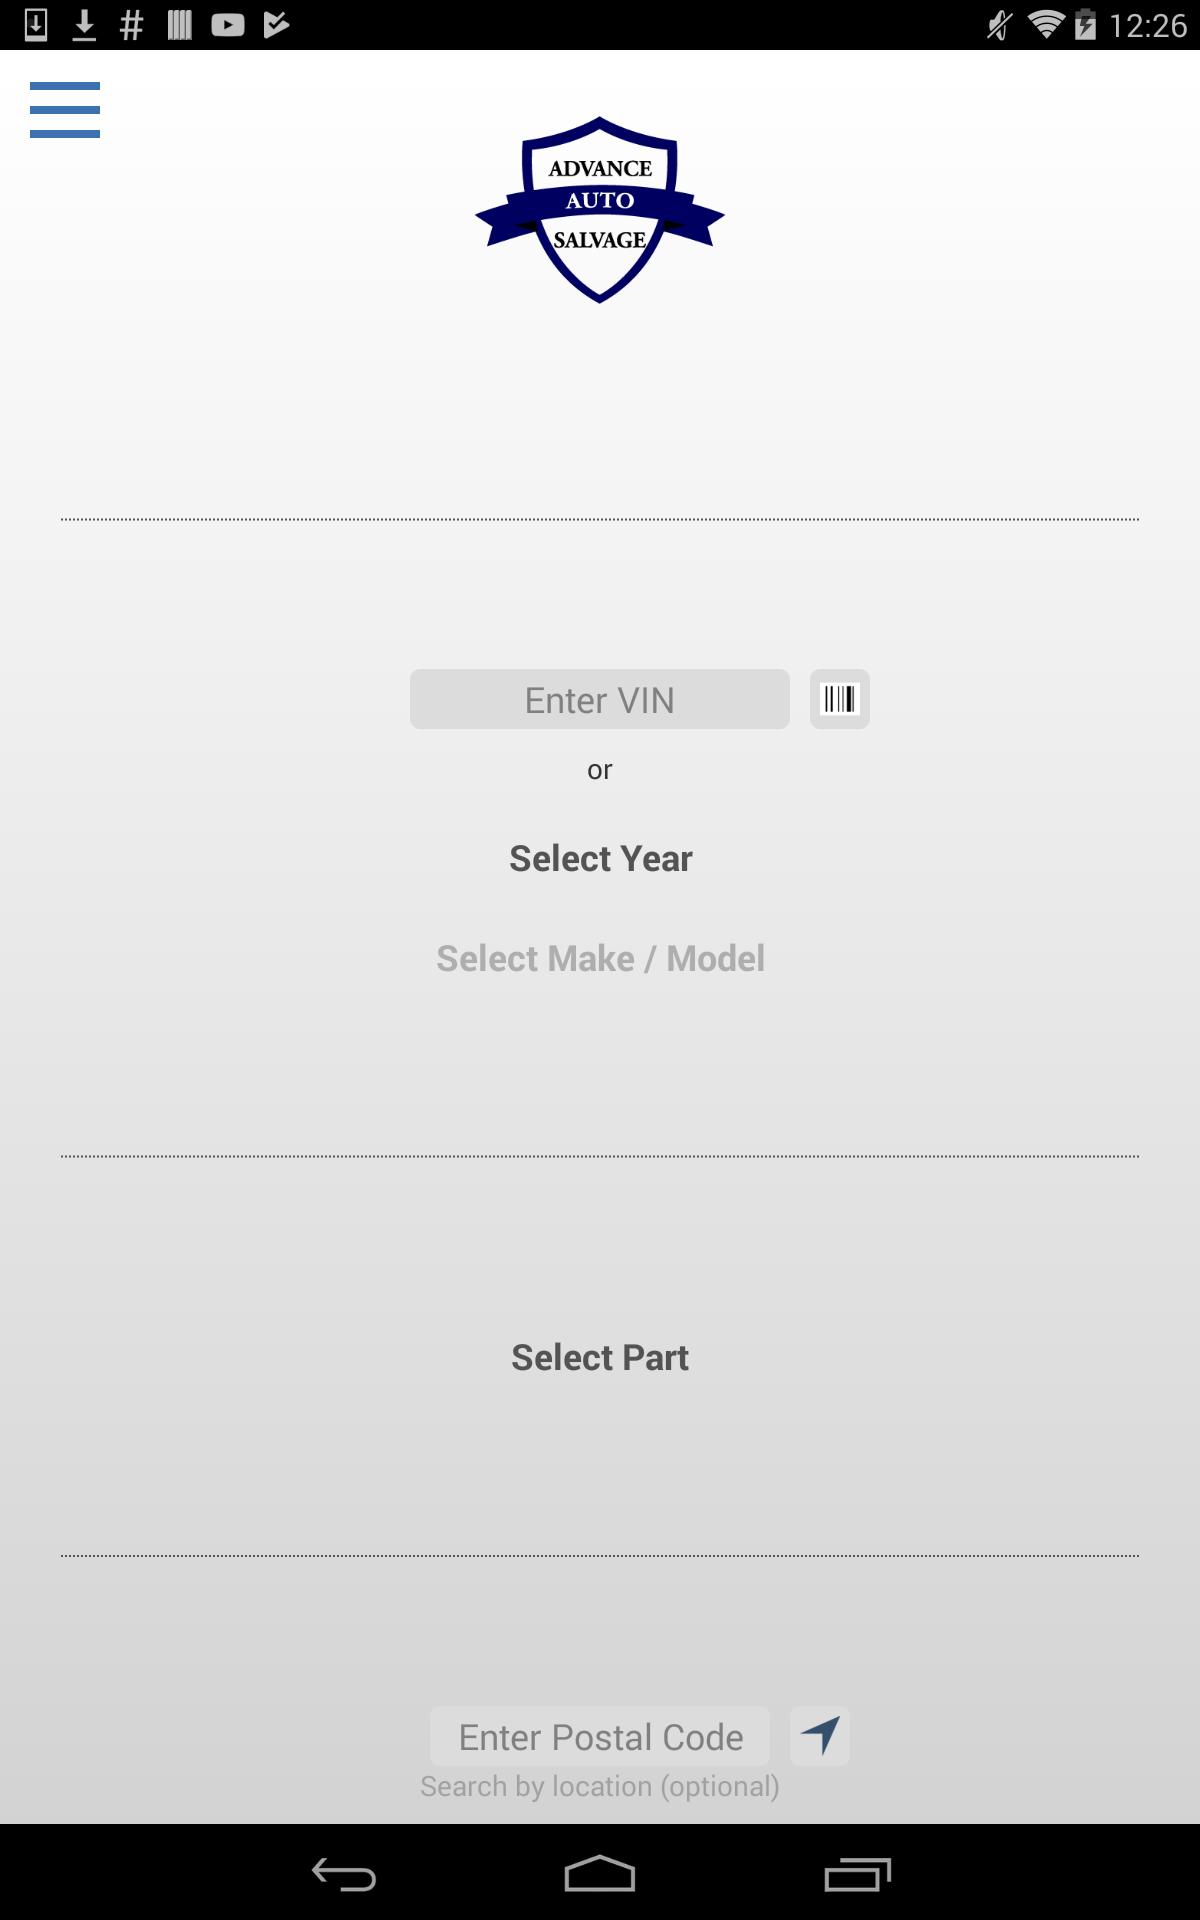 12:26
ADVANCE
AUTO
SALVAGE
Enter VIN
or
Select Year
Select Make / Model
Select Part
Enter Postal Code
Search by location (optional)